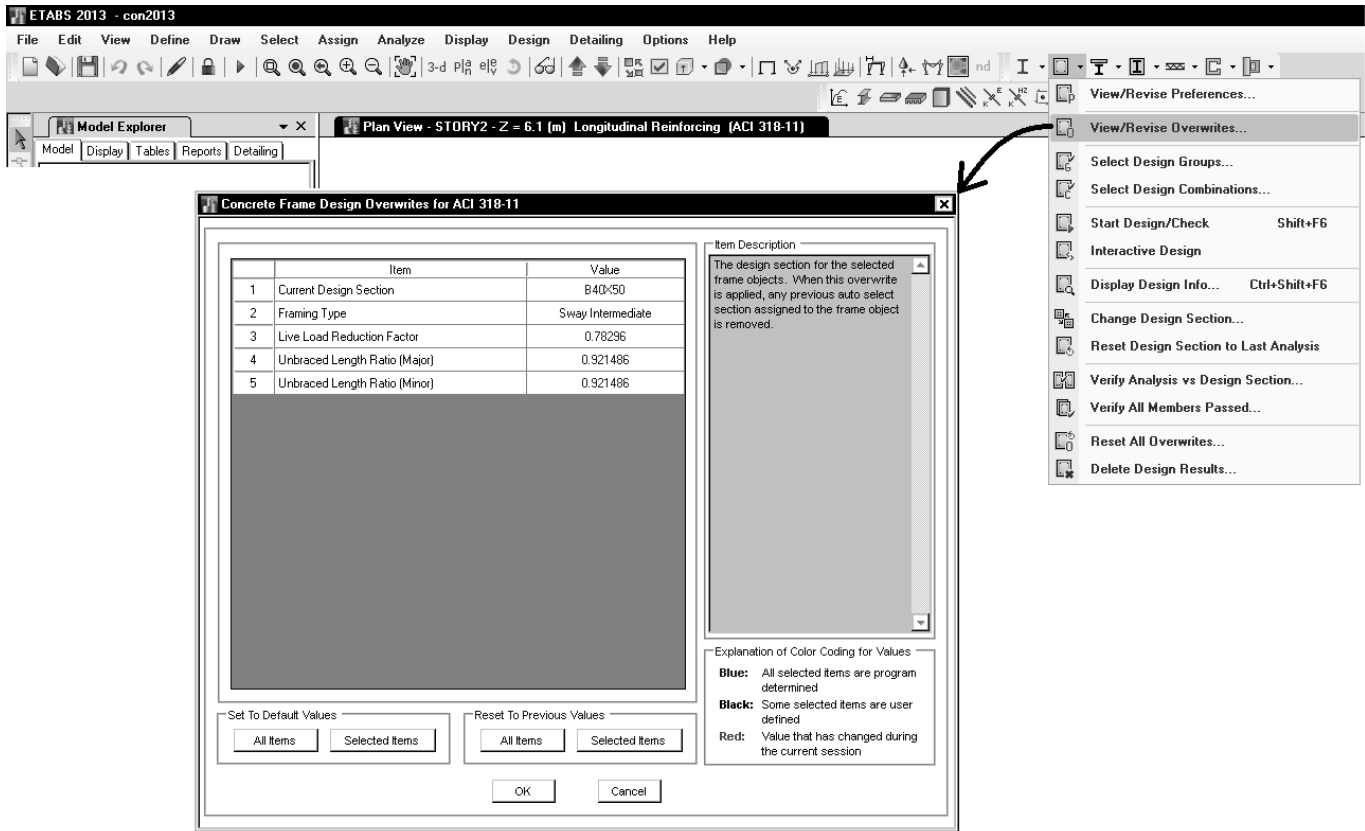 ETABS 2013 - con2013
File Edit View Define Draw Select Assign Analyze Display Design Detailing Options Help
3-d pla ele nd
Model Explorer
Plan View - STORY2 - Z = 6.1 (m) Longitudinal Reinforcing (ACI 318-11)
Model Display Tables Reports Detailing
View/Revise Preferences...
View/Revise Overwrites...
Select Design Groups...
Select Design Combinations...
Start Design/Check Shift+F6
Interactive Design
Display Design Info... Ctrl+Shift+F6
Change Design Section...
Reset Design Section to Last Analysis
Verify Analysis vs Design Section...
Verify All Members Passed...
Reset All Overwrites...
Delete Design Results...
Concrete Frame Design Overwrites for ACI 318-11
Item Value
1 Current Design Section B40X50
2 Framing Type Sway Intermediate
3 Live Load Reduction Factor 0.78296
4 Unbraced Length Ratio (Major) 0.921486
5 Unbraced Length Ratio (Minor) 0.921486
Item Description
The design section for the selected
frame objects. When this overwrite
is applied, any previous auto select
section assigned to the frame object
is removed.
Explanation of Color Coding for Values
Blue: All selected items are program
determined
Black: Some selected items are user
defined
Red: Value that has changed during
the current session
Set To Default Values
All Items Selected Items
Reset To Previous Values
All Items Selected Items
OK Cancel